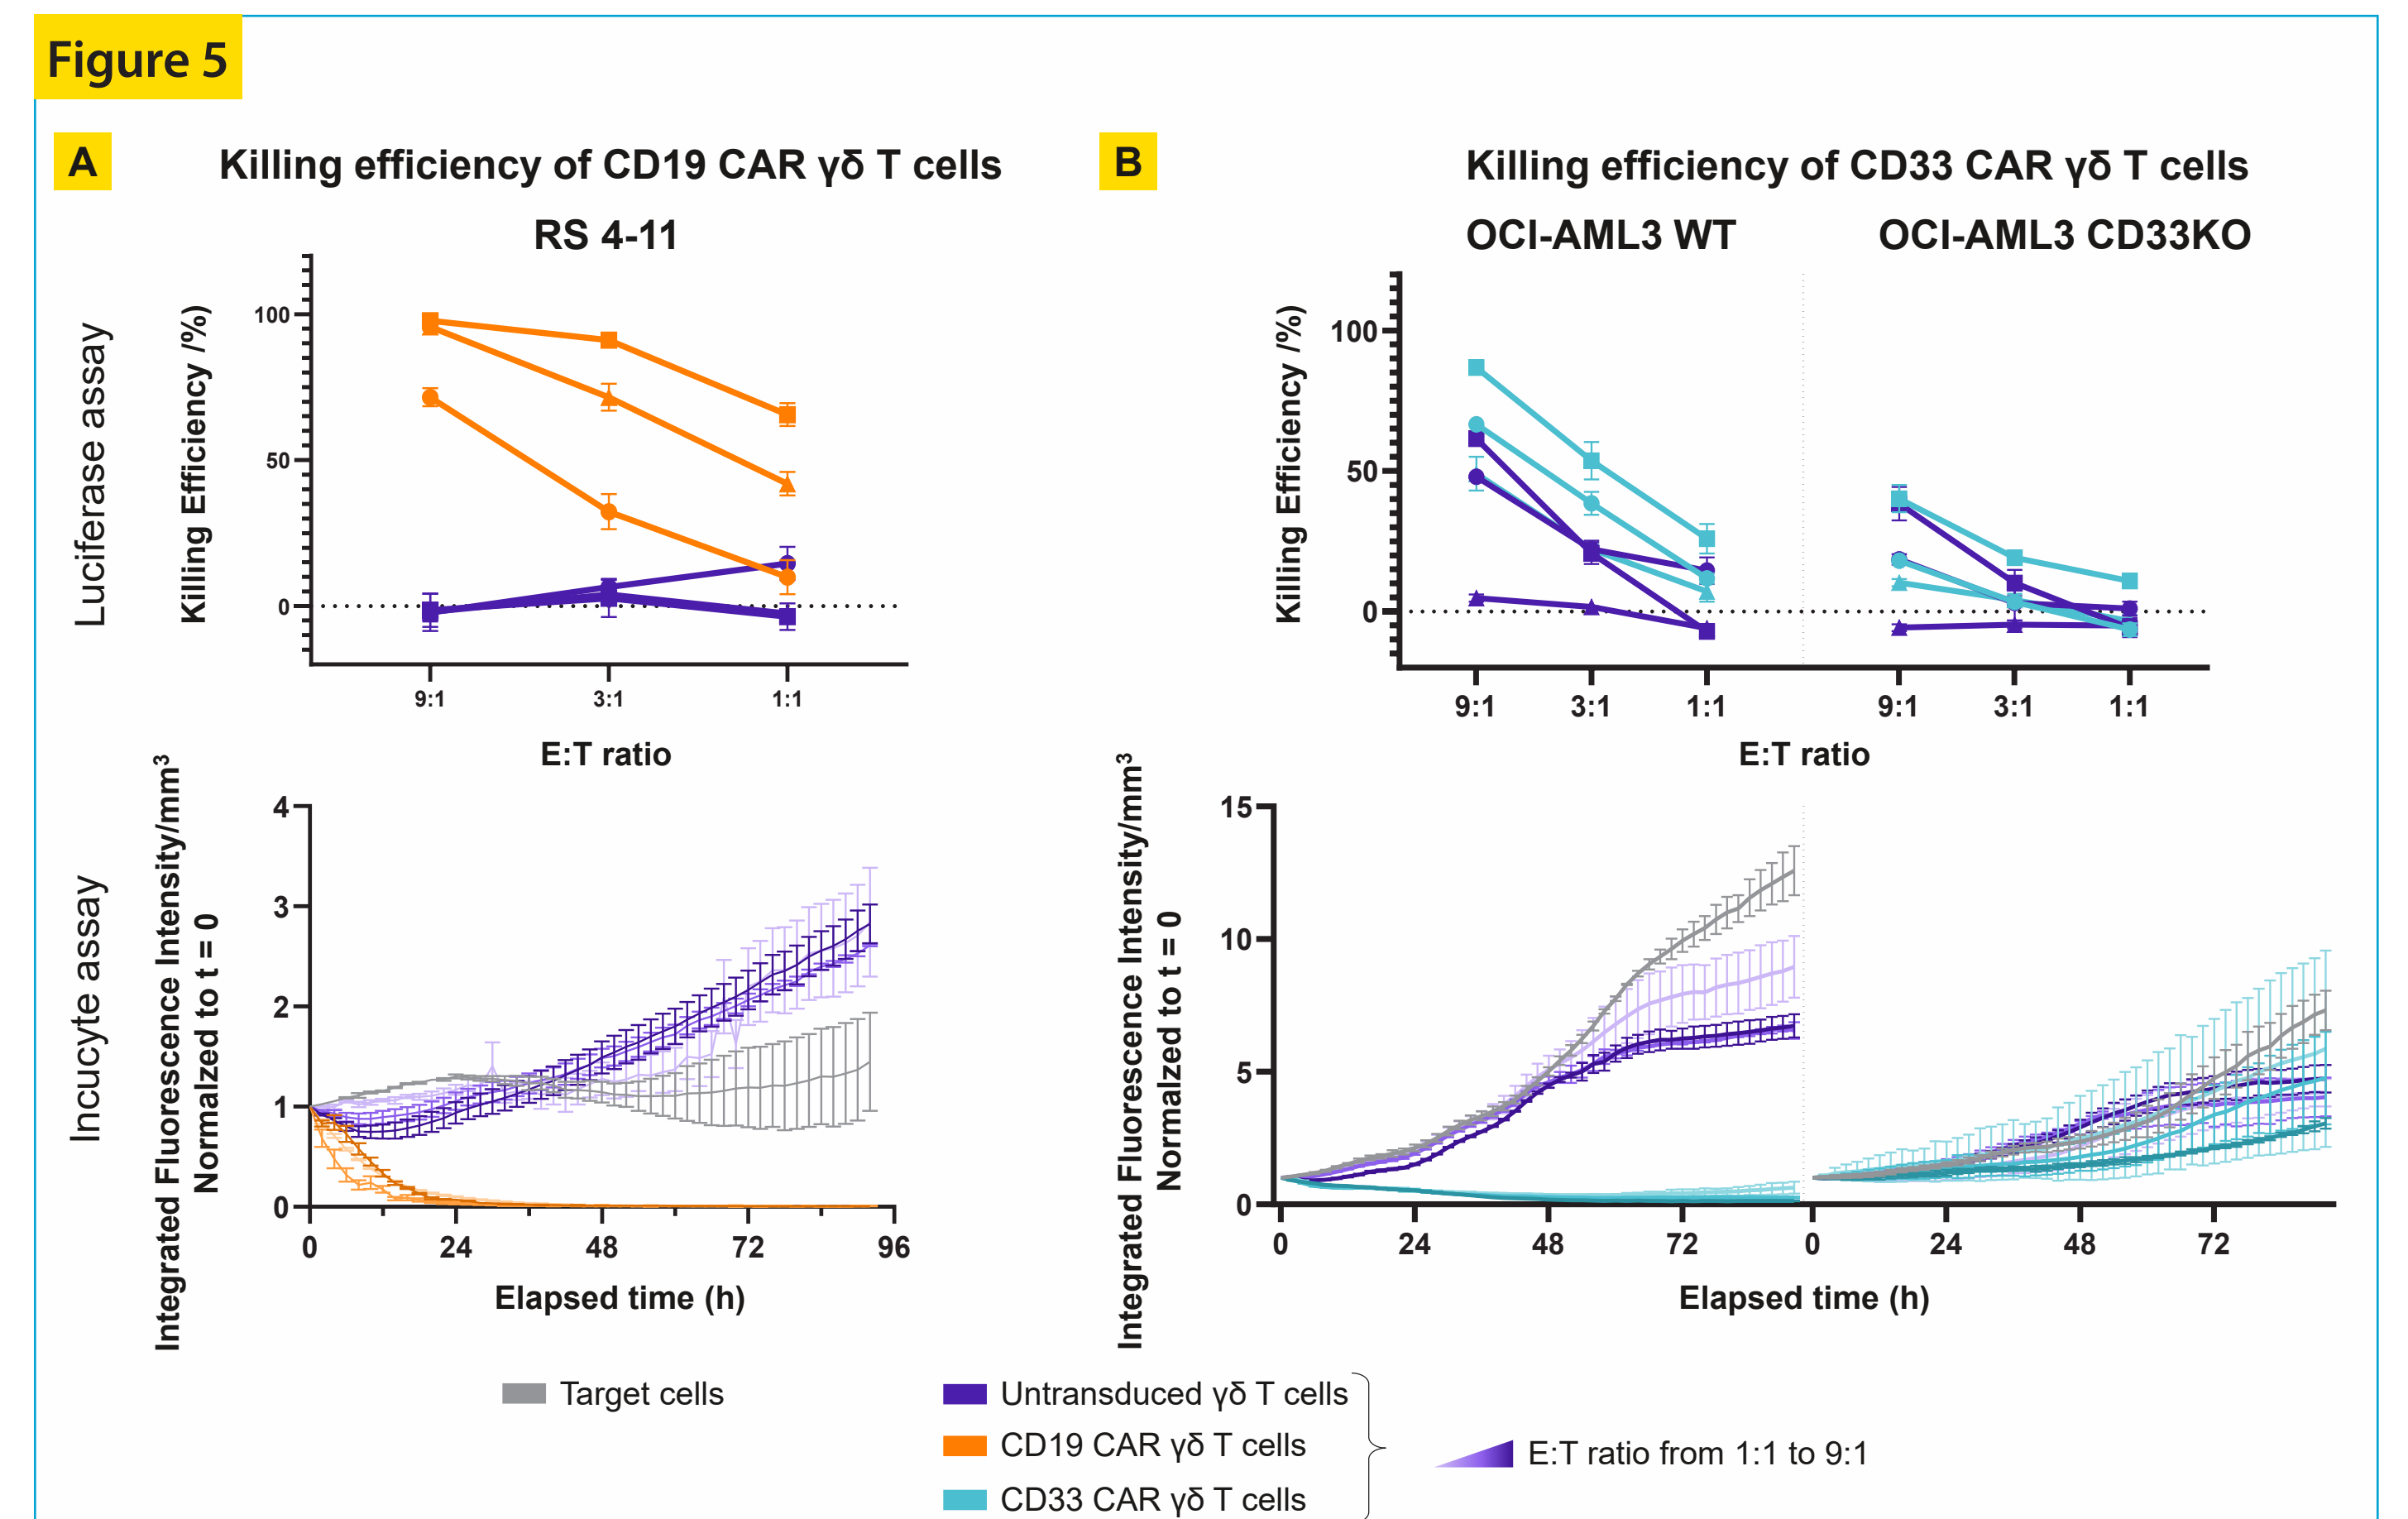 Figure 5
A
Killing efficiency of CD19 CAR γδ T cells
RS 4-11
Luciferase assay
Killing Efficiency /%)
100
50
0
9:1
3:1
1:1
E:T ratio
B
Killing efficiency of CD33 CAR γδ T cells
OCI-AML3 WT
OCI-AML3 CD33KO
Killing Efficiency /%)
100
50
0
9:1
3:1
1:1
9:1
3:1
1:1
E:T ratio
Incucyte assay
Integrated Fluorescence Intensity/mm³
Normalzed to t = 0
4
3
2
1
0
0
24
48
72
96
Elapsed time (h)
Integrated Fluorescence Intensity/mm³
Normalzed to t = 0
15
10
5
0
0
24
48
72
0
24
48
72
Elapsed time (h)
Target cells
Untransduced γδ T cells
CD19 CAR γδ T cells
CD33 CAR γδ T cells
E:T ratio from 1:1 to 9:1